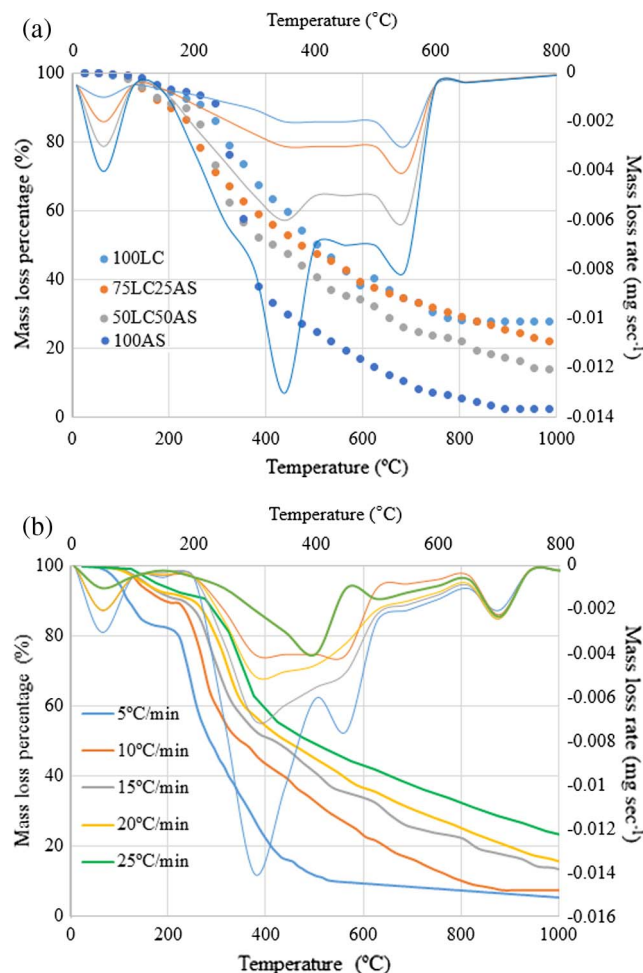 (a)
Temperature (°C)
0 200 400 600 800
100 0
80 -0.002
-0.004
60 -0.006
40 -0.008
-0.01
20 -0.012
0 -0.014
Mass loss percentage (%)
Mass loss rate (mg sec⁻¹)
100LC
75LC25AS
50LC50AS
100AS
0 200 400 600 800 1000
Temperature (°C)
(b)
Temperature (°C)
0 200 400 600 800
100 0
-0.002
80 -0.004
60 -0.006
-0.008
40 -0.01
20 -0.012
-0.014
0 -0.016
Mass loss percentage (%)
Mass loss rate (mg sec⁻¹)
5°C/min
10°C/min
15°C/min
20°C/min
25°C/min
0 200 400 600 800 1000
Temperature (°C)